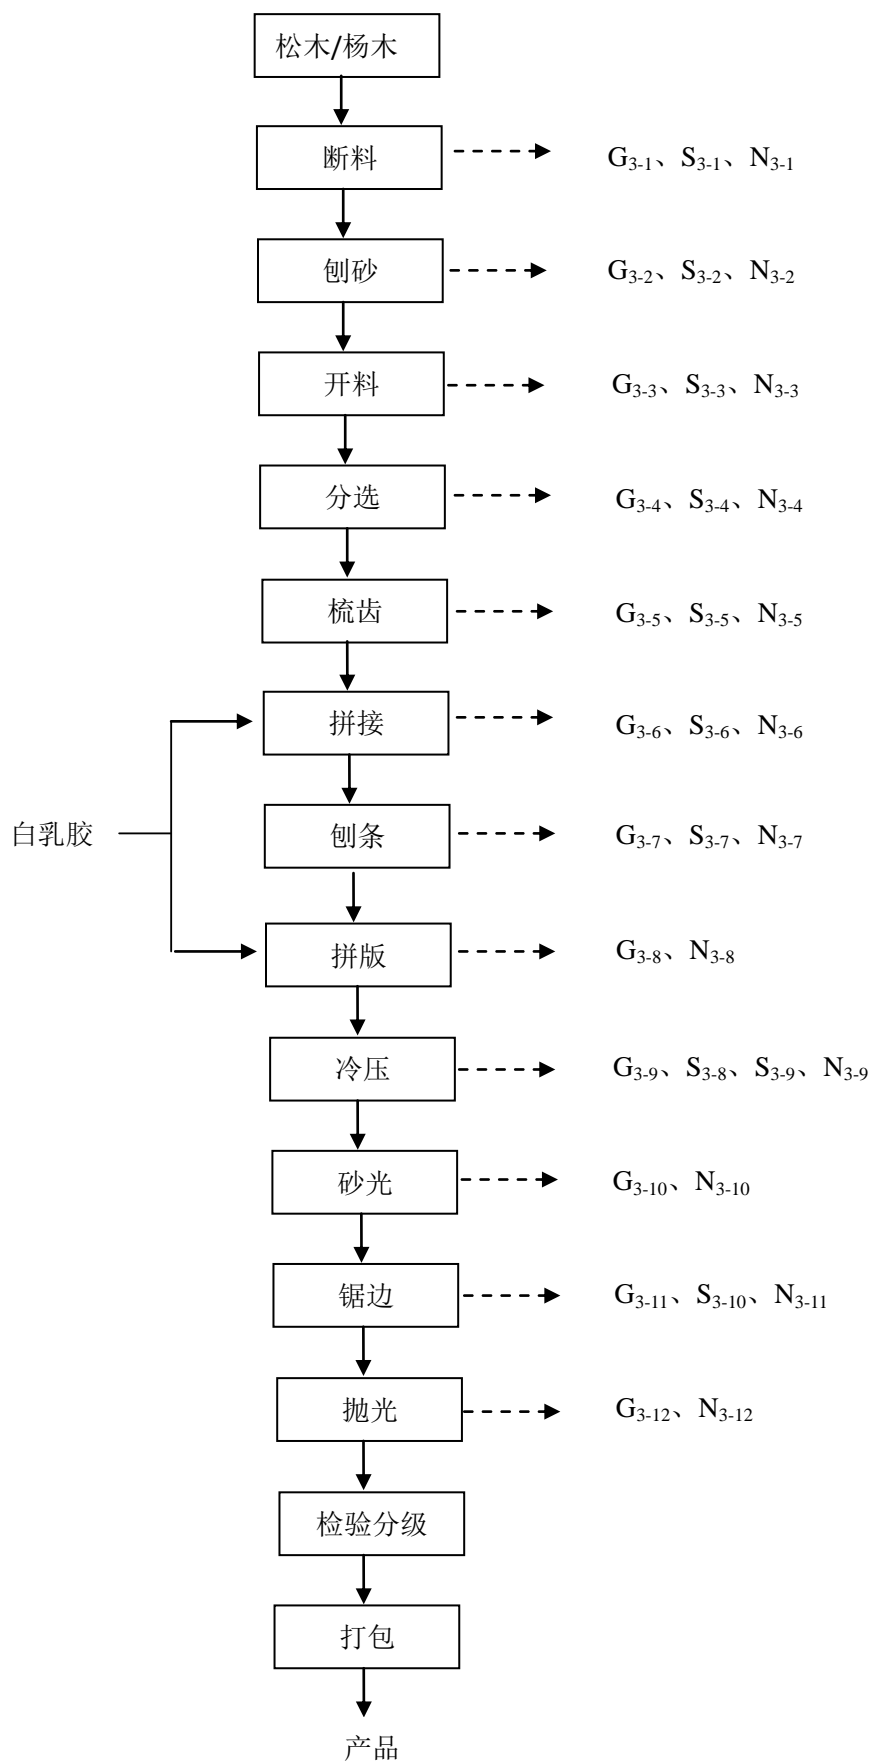 松木/杨木
断料
G3-1、S3-1、N3-1
刨砂
G3-2、S3-2、N3-2
开料
G3-3、S3-3、N3-3
分选
G3-4、S3-4、N3-4
梳齿
G3-5、S3-5、N3-5
拼接
G3-6、S3-6、N3-6
白乳胶
刨条
G3-7、S3-7、N3-7
拼版
G3-8、N3-8
冷压
G3-9、S3-8、S3-9、N3-9
砂光
G3-10、N3-10
锯边
G3-11、S3-10、N3-11
抛光
G3-12、N3-12
检验分级
打包
产品